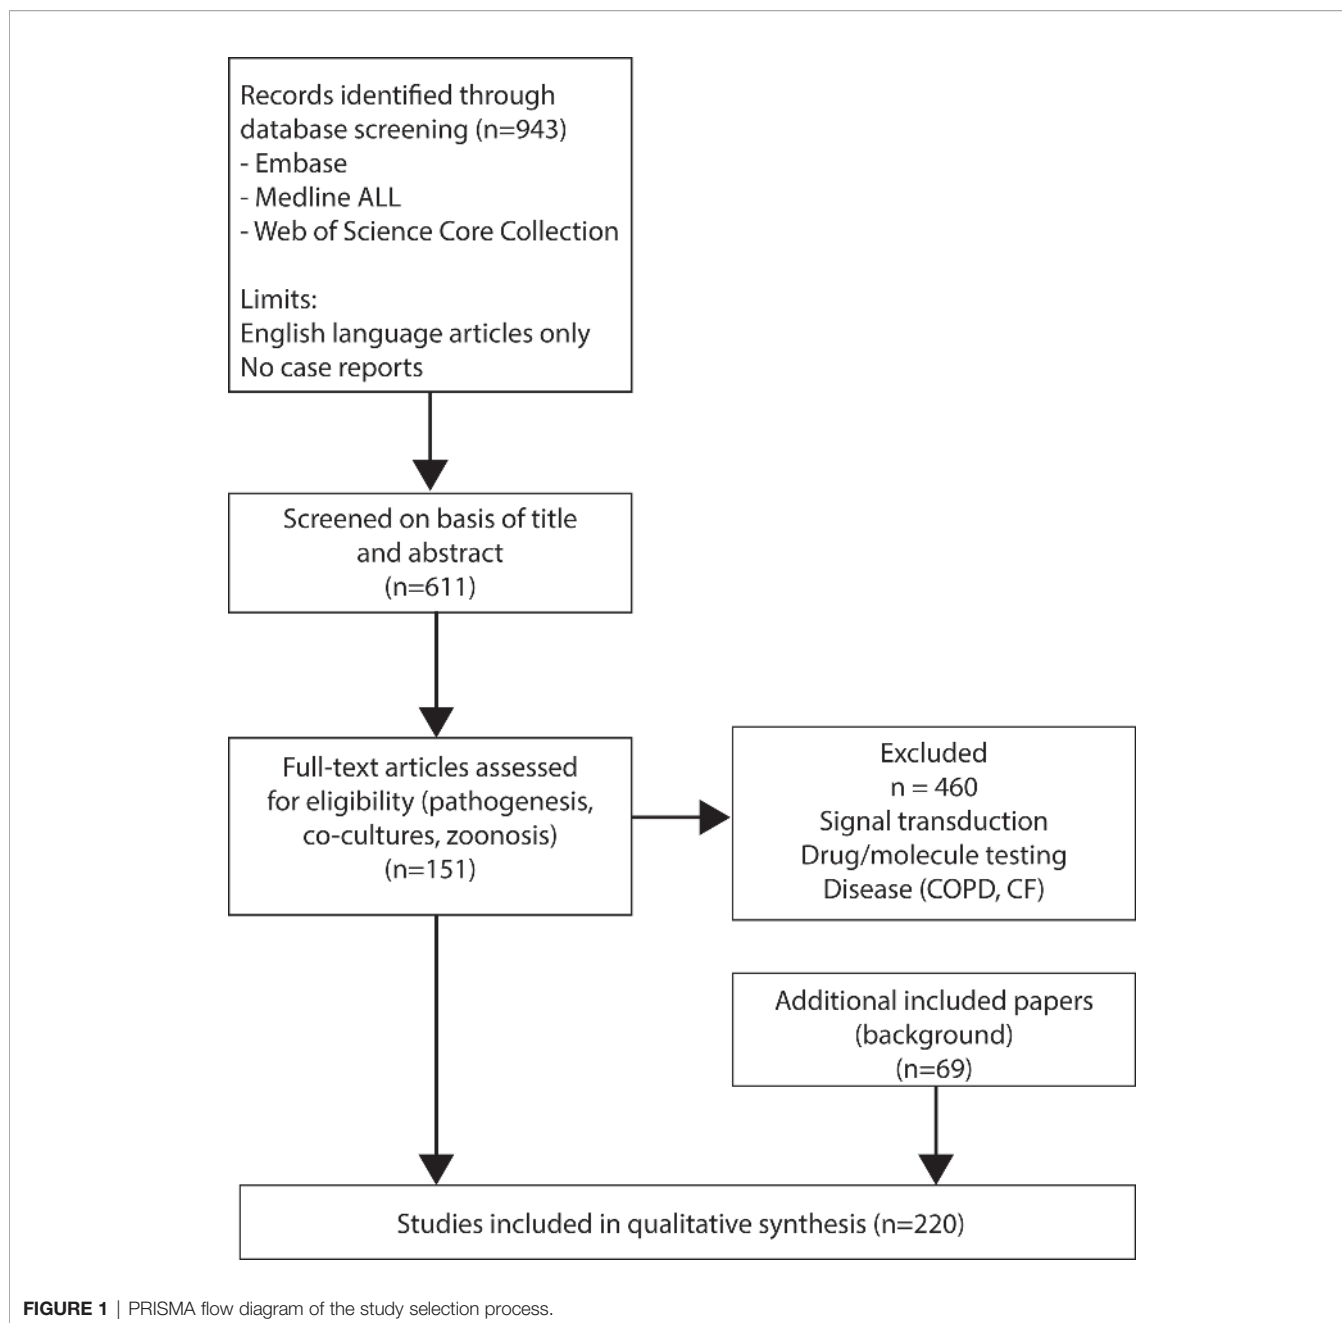 Records identified through
database screening (n=943)
- Embase
- Medline ALL
- Web of Science Core Collection
Limits:
English language articles only
No case reports
Screened on basis of title
and abstract
(n=611)
Full-text articles assessed
for eligibility (pathogenesis,
co-cultures, zoonosis)
(n=151)
Excluded
n = 460
Signal transduction
Drug/molecule testing
Disease (COPD, CF)
Additional included papers
(background)
(n=69)
Studies included in qualitative synthesis (n=220)
FIGURE 1 | PRISMA flow diagram of the study selection process.